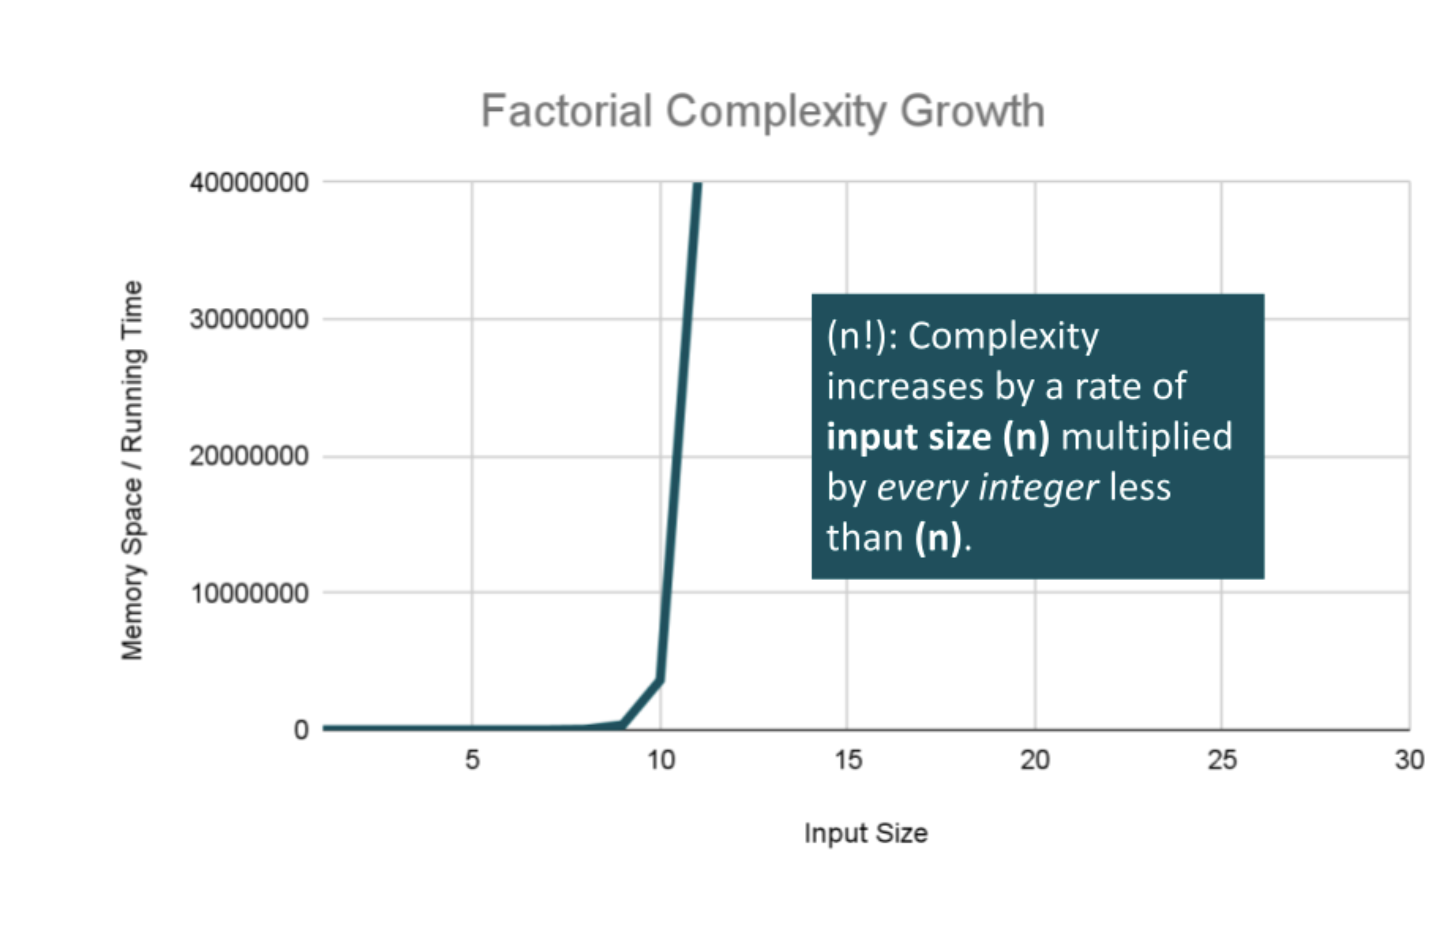 Factorial Complexity Growth
40000000
30000000
20000000
10000000
0
Memory Space / Running Time
(n!): Complexity
increases by a rate of
input size (n) multiplied
by every integer less
than (n).
5 10 15 20 25 30
Input Size